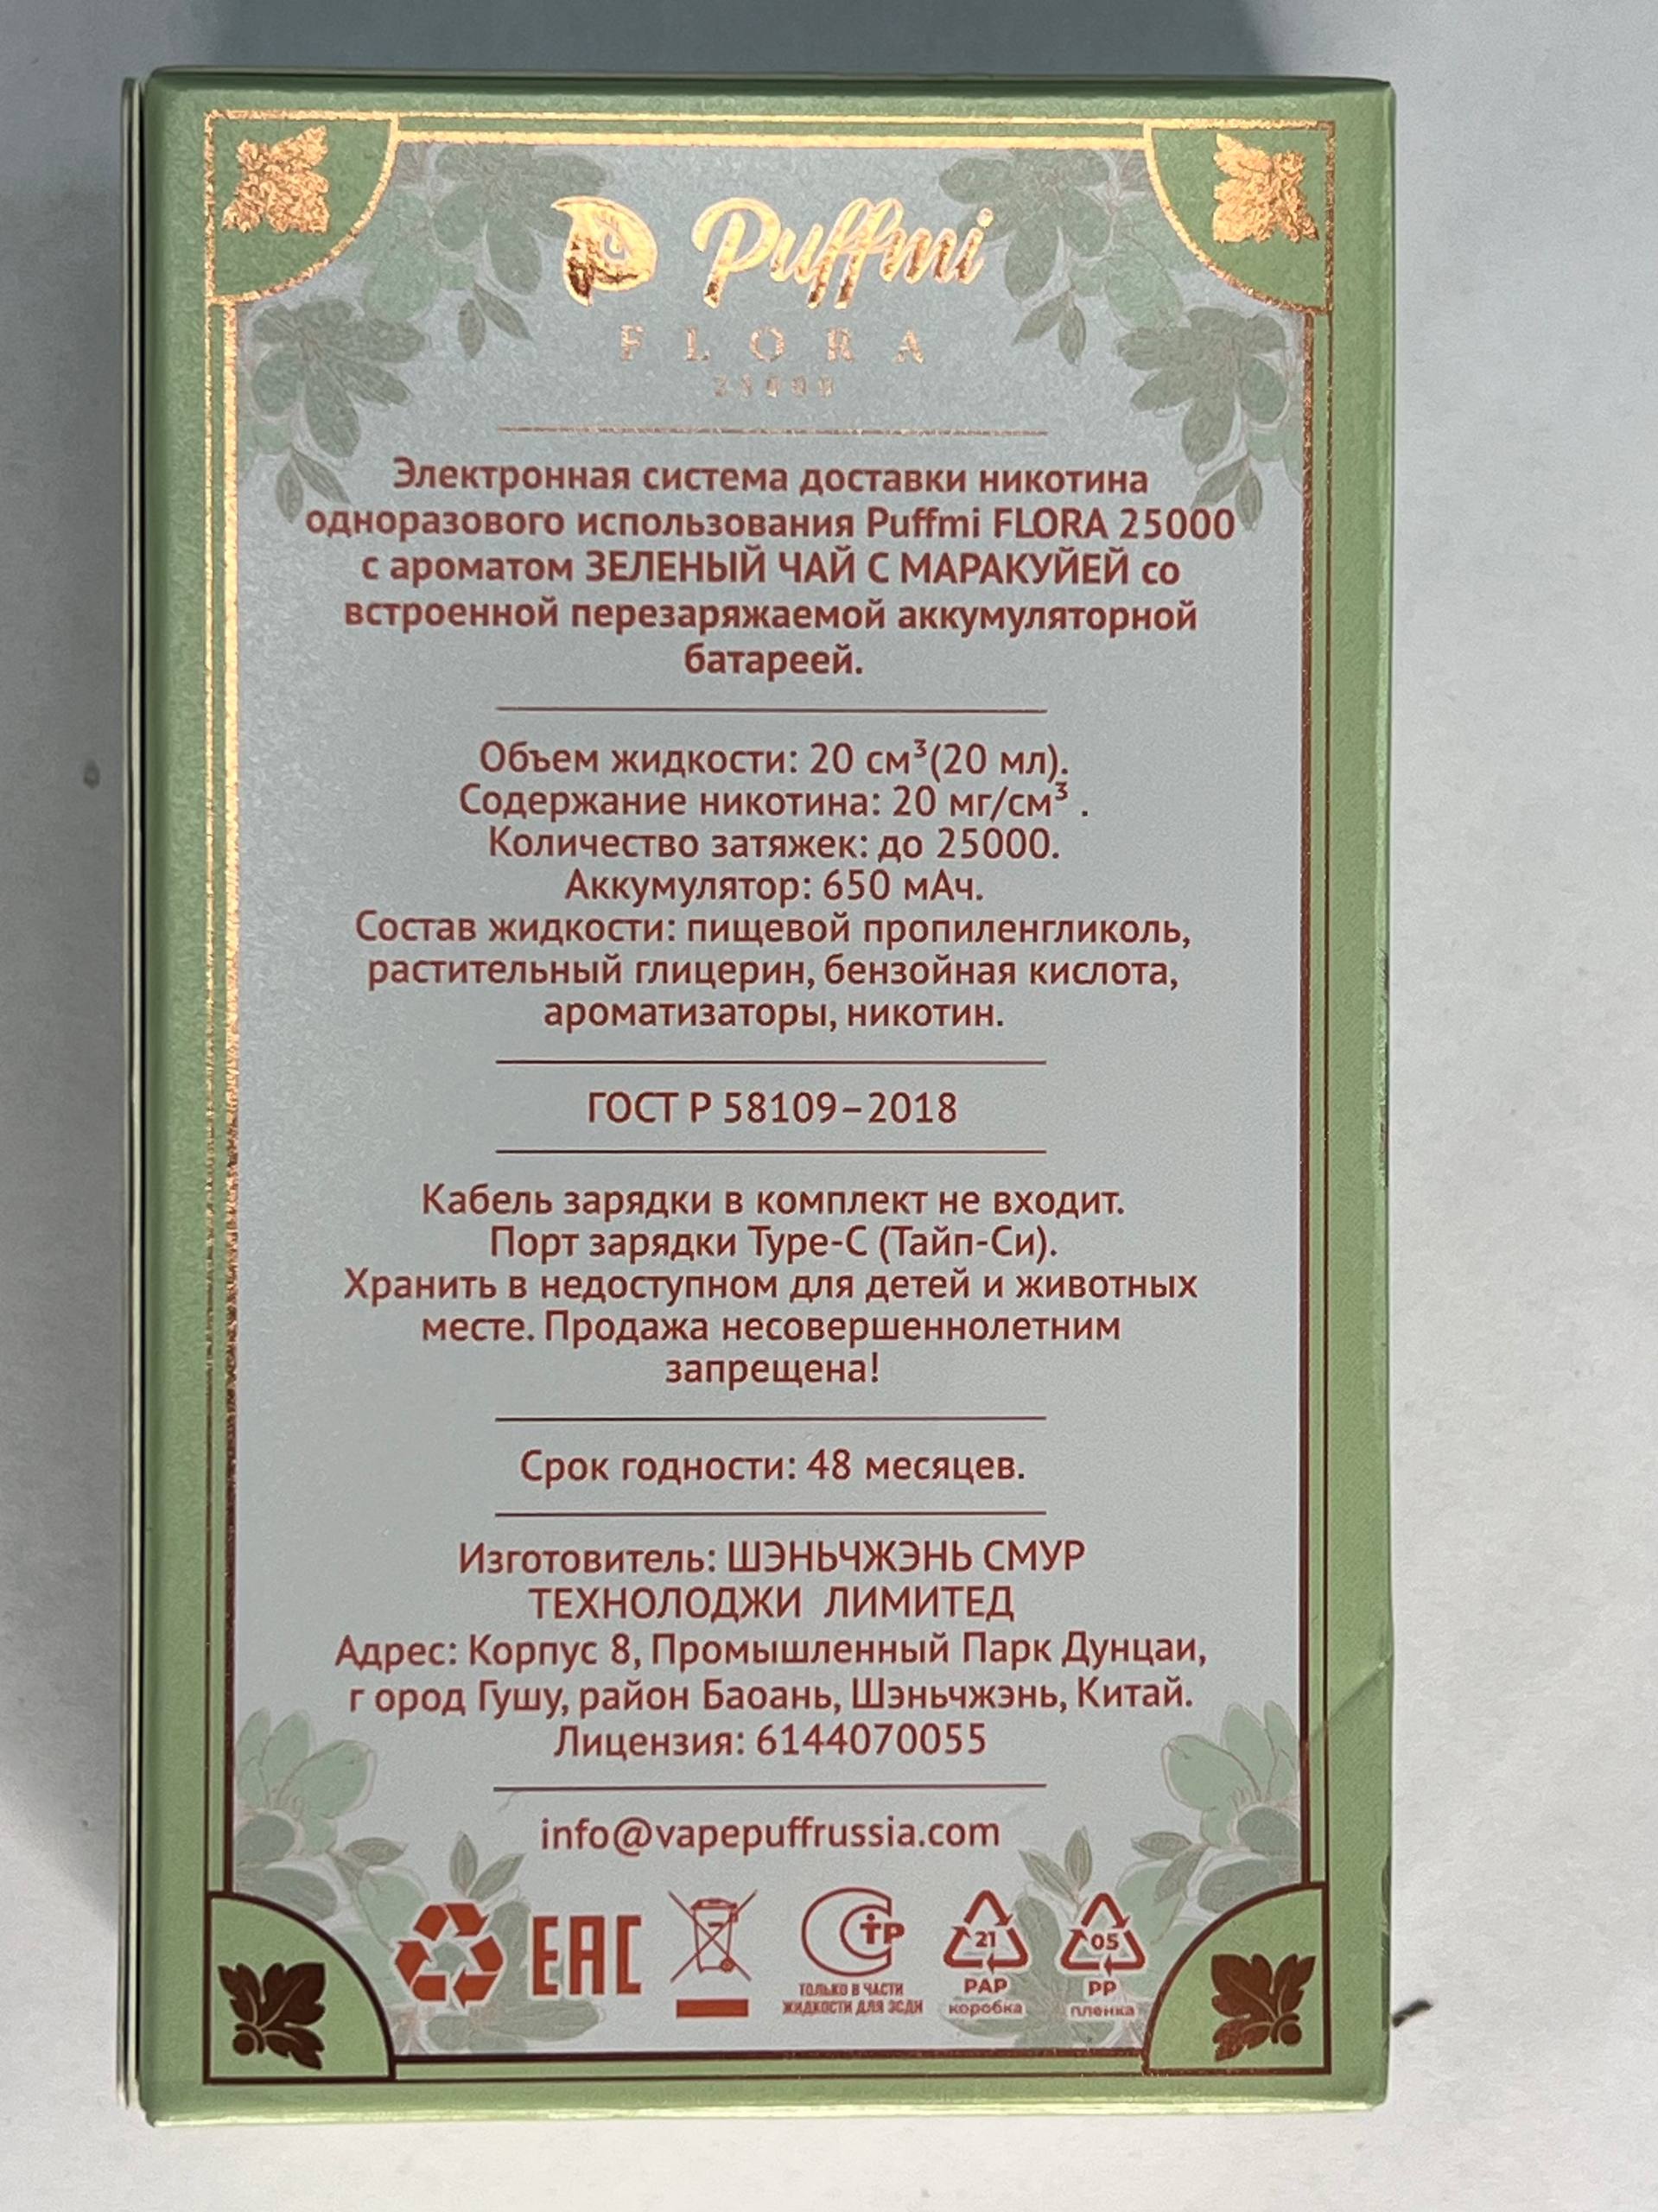 Puffmi
FLORA
25000
Электронная система доставки никотина
одноразового использования Puffmi FLORA 25000
с ароматом ЗЕЛЕНЫЙ ЧАЙ С МАРАКУЙЕЙ со
встроенной перезаряжаемой аккумуляторной
батареей.
Объем жидкости: 20 см³(20 мл).
Содержание никотина: 20 мг/см³ .
Количество затяжек: до 25000.
Аккумулятор: 650 мАч.
Состав жидкости: пищевой пропиленгликоль,
растительный глицерин, бензойная кислота,
ароматизаторы, никотин.
ГОСТ Р 58109–2018
Кабель зарядки в комплект не входит.
Порт зарядки Type-C (Тайп-Си).
Хранить в недоступном для детей и животных
месте. Продажа несовершеннолетним
запрещена!
Срок годности: 48 месяцев.
Изготовитель: ШЭНЬЧЖЭНЬ СМУР
ТЕХНОЛОДЖИ ЛИМИТЕД
Адрес: Корпус 8, Промышленный Парк Дунцаи,
г ород Гушу, район Баоань, Шэньчжэнь, Китай.
Лицензия: 6144070055
info@vapepuffrussia.com
EAC СТР 21 05
ТОЛЬКО В ЧАСТИ PAP PP
ЖИДКОСТИ ДЛЯ ЭСДН коробка пленка